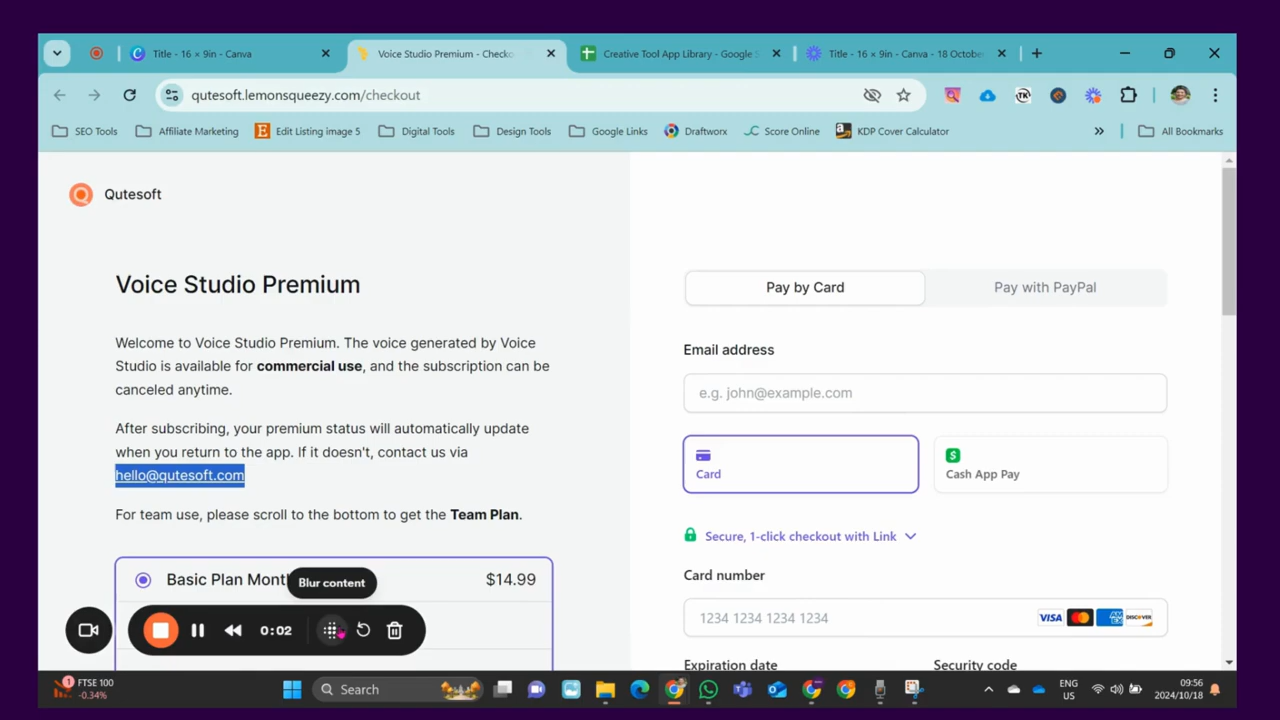 Title - 16 × 9in - Canva
Voice Studio Premium - Checko
Creative Tool App Library - Google S
Title - 16 × 9in - Canva - 18 October
qutesoft.lemonsqueezy.com/checkout
SEO Tools
Affiliate Marketing
E
Edit Listing image 5
Digital Tools
Design Tools
Google Links
Draftworx
Score Online
a
KDP Cover Calculator
All Bookmarks
Qutesoft
Voice Studio Premium
Welcome to Voice Studio Premium. The voice generated by Voice
Studio is available for commercial use, and the subscription can be
canceled anytime.
After subscribing, your premium status will automatically update
when you return to the app. If it doesn't, contact us via
hello@qutesoft.com
For team use, please scroll to the bottom to get the Team Plan.
Basic Plan Month
$14.99
Blur content
0:02
Pay by Card
Pay with PayPal
Email address
e.g. john@example.com
Card
Cash App Pay
Secure, 1-click checkout with Link
Card number
1234 1234 1234 1234
VISA
DISCOVER
Expiration date
Security code
1
FTSE 100
-0.34%
Search
ENG
US
09:56
2024/10/18